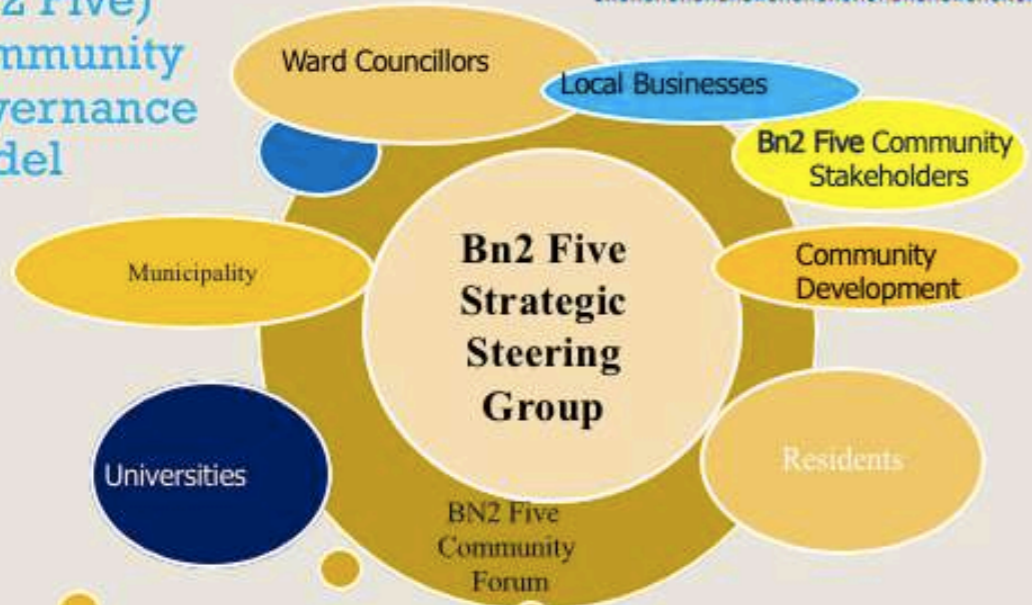 2 Five)
mmunity
vernance
del
Ward Councillors
Local Businesses
Bn2 Five Community
Stakeholders
Municipality
Community
Development
Bn2 Five
Strategic
Steering
Group
Universities
Residents
BN2 Five
Community
Forum